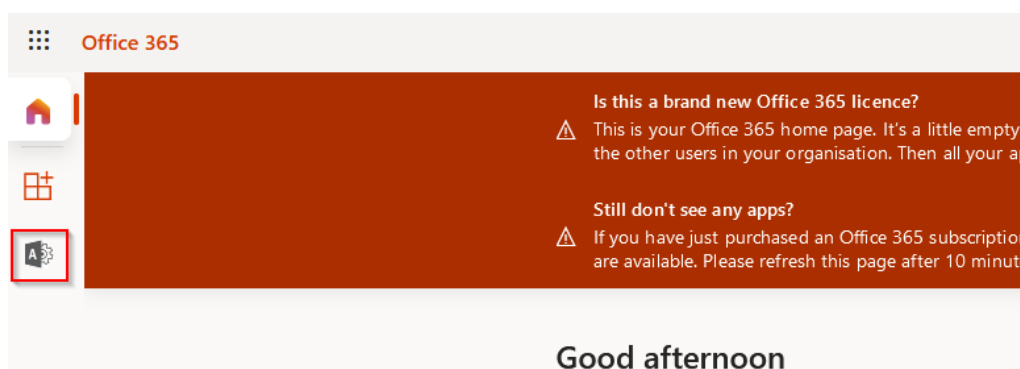 Office 365
Is this a brand new Office 365 licence?
This is your Office 365 home page. It's a little empty
the other users in your organisation. Then all your a
Still don't see any apps?
If you have just purchased an Office 365 subscription
are available. Please refresh this page after 10 minut
A
Good afternoon